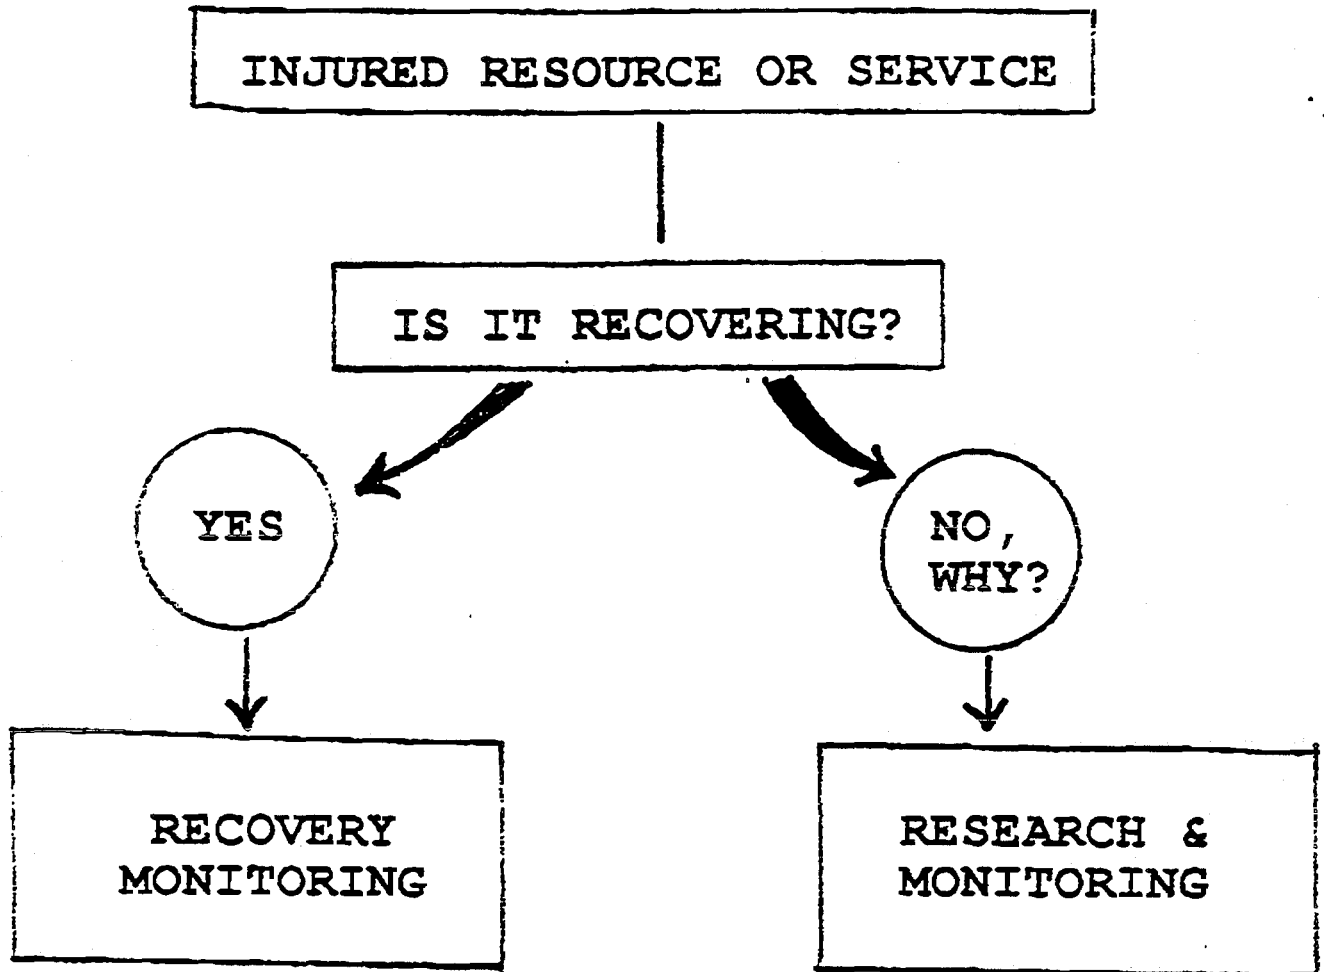 INJURED RESOURCE OR SERVICE
IS IT RECOVERING?
YES
NO,
WHY?
RECOVERY
MONITORING
RESEARCH &
MONITORING